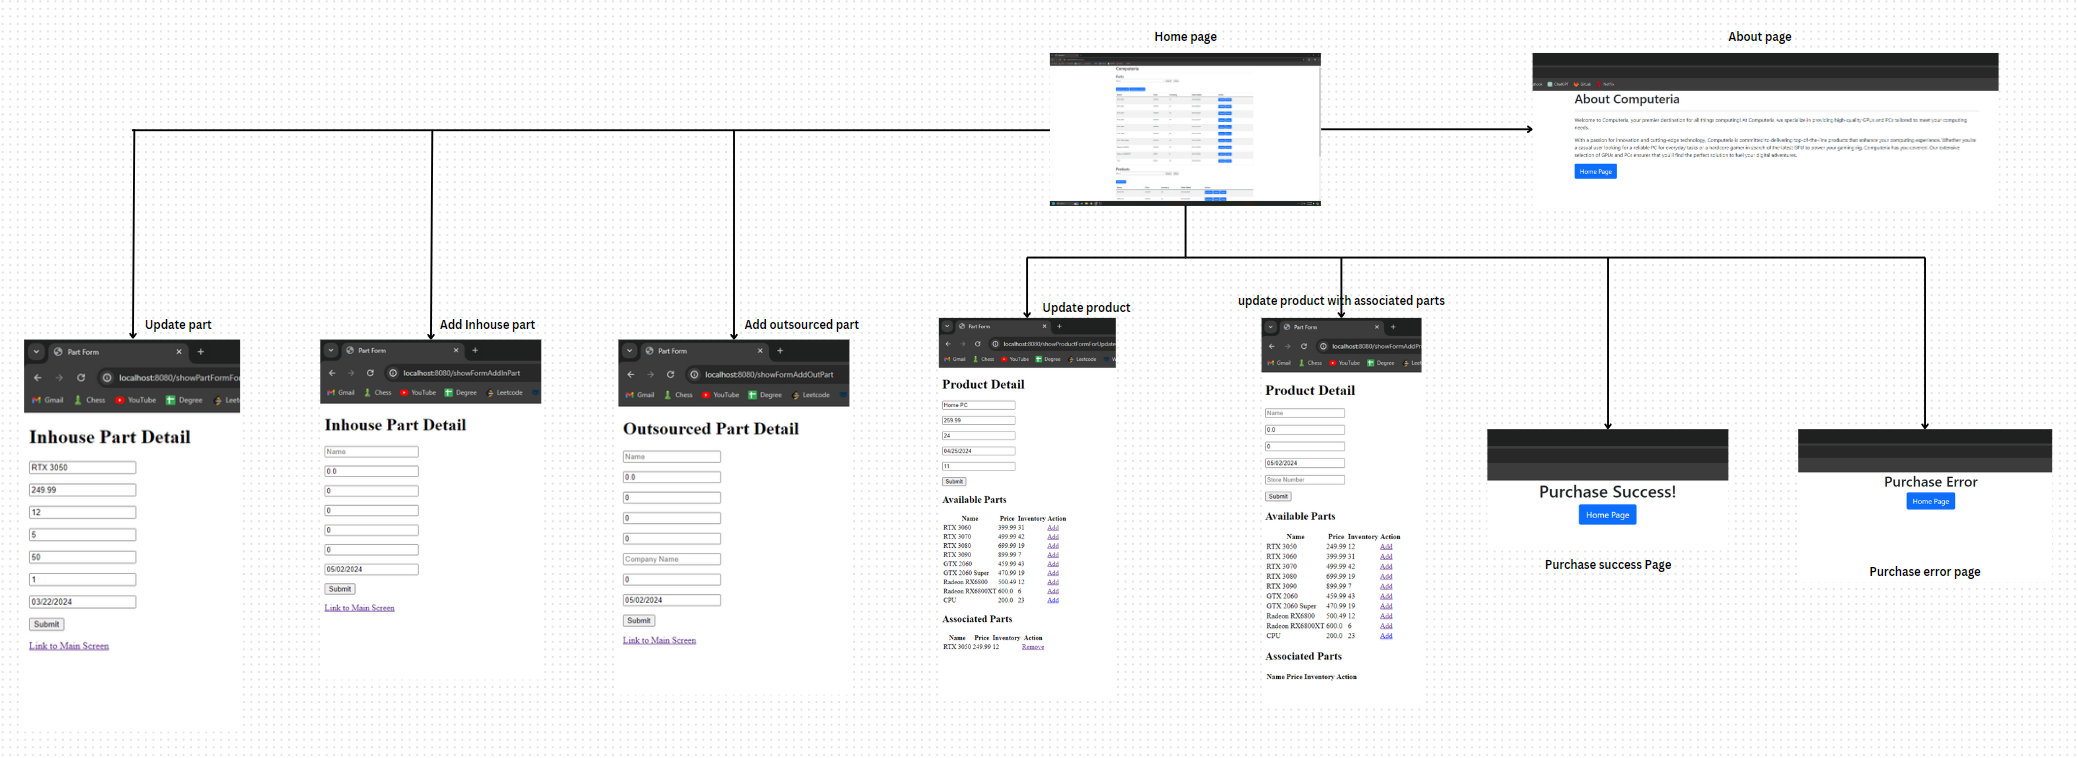 Home page
Computeria
Parts
Products
About page
ChatGPT Gitlab
About Computeria
Welcome to Computeria, your premier destination for all things computing! At Computeria, we specialize in providing high-quality GPUs and PCs tailored to meet your computing
needs.
With a passion for innovation and cutting-edge technology, Computeria is committed to delivering top-of-the-line products that enhance your computing experience. Whether you're
a casual user looking for a reliable PC for everyday tasks or a hardcore gamer in search of the latest GPU to power your gaming rig, Computeria has you covered. Our extensive
selection of GPUs and PCs ensures that you'll find the perfect solution to fuel your digital adventures.
Home Page
Update part
Part Form
localhost:8080/showPartFormFor
Gmail Chess YouTube Degree Leet
Inhouse Part Detail
RTX 3050
249.99
12
5
50
1
03/22/2024
Submit
Link to Main Screen
Add Inhouse part
Part Form
localhost:8080/showFormAddInPart
Gmail Chess YouTube Degree Leetcode
Inhouse Part Detail
Name
0.0
0
0
0
0
05/02/2024
Submit
Link to Main Screen
Add outsourced part
Part Form
localhost:8080/showFormAddOutPart
Gmail Chess YouTube Degree Leetcode
Outsourced Part Detail
Name
0.0
0
0
0
Company Name
0
05/02/2024
Submit
Link to Main Screen
Update product
Part Form
localhost:8080/showProductFormForUpdate
Gmail Chess YouTube Degree Leetcode W
Product Detail
Home PC
259.99
24
04/25/2024
11
Submit
Available Parts
Name Price Inventory Action
RTX 3060 399.99 31 Add
RTX 3070 499.99 42 Add
RTX 3080 699.99 19 Add
RTX 3090 899.99 7 Add
GTX 2060 459.99 43 Add
GTX 2060 Super 470.99 19 Add
Radeon RX6800 500.49 12 Add
Radeon RX6800XT 600.0 6 Add
CPU 200.0 23 Add
Associated Parts
Name Price Inventory Action
RTX 3050 249.99 12 Remove
update product with associated parts
Part Form
localhost:8080/showFormAddPr
Gmail Chess YouTube Degree Leet
Product Detail
Name
0.0
0
05/02/2024
Store Number
Submit
Available Parts
Name Price Inventory Action
RTX 3050 249.99 12 Add
RTX 3060 399.99 31 Add
RTX 3070 499.99 42 Add
RTX 3080 699.99 19 Add
RTX 3090 899.99 7 Add
GTX 2060 459.99 43 Add
GTX 2060 Super 470.99 19 Add
Radeon RX6800 500.49 12 Add
Radeon RX6800XT 600.0 6 Add
CPU 200.0 23 Add
Associated Parts
Name Price Inventory Action
Purchase Success!
Home Page
Purchase success Page
Purchase Error
Home Page
Purchase error page